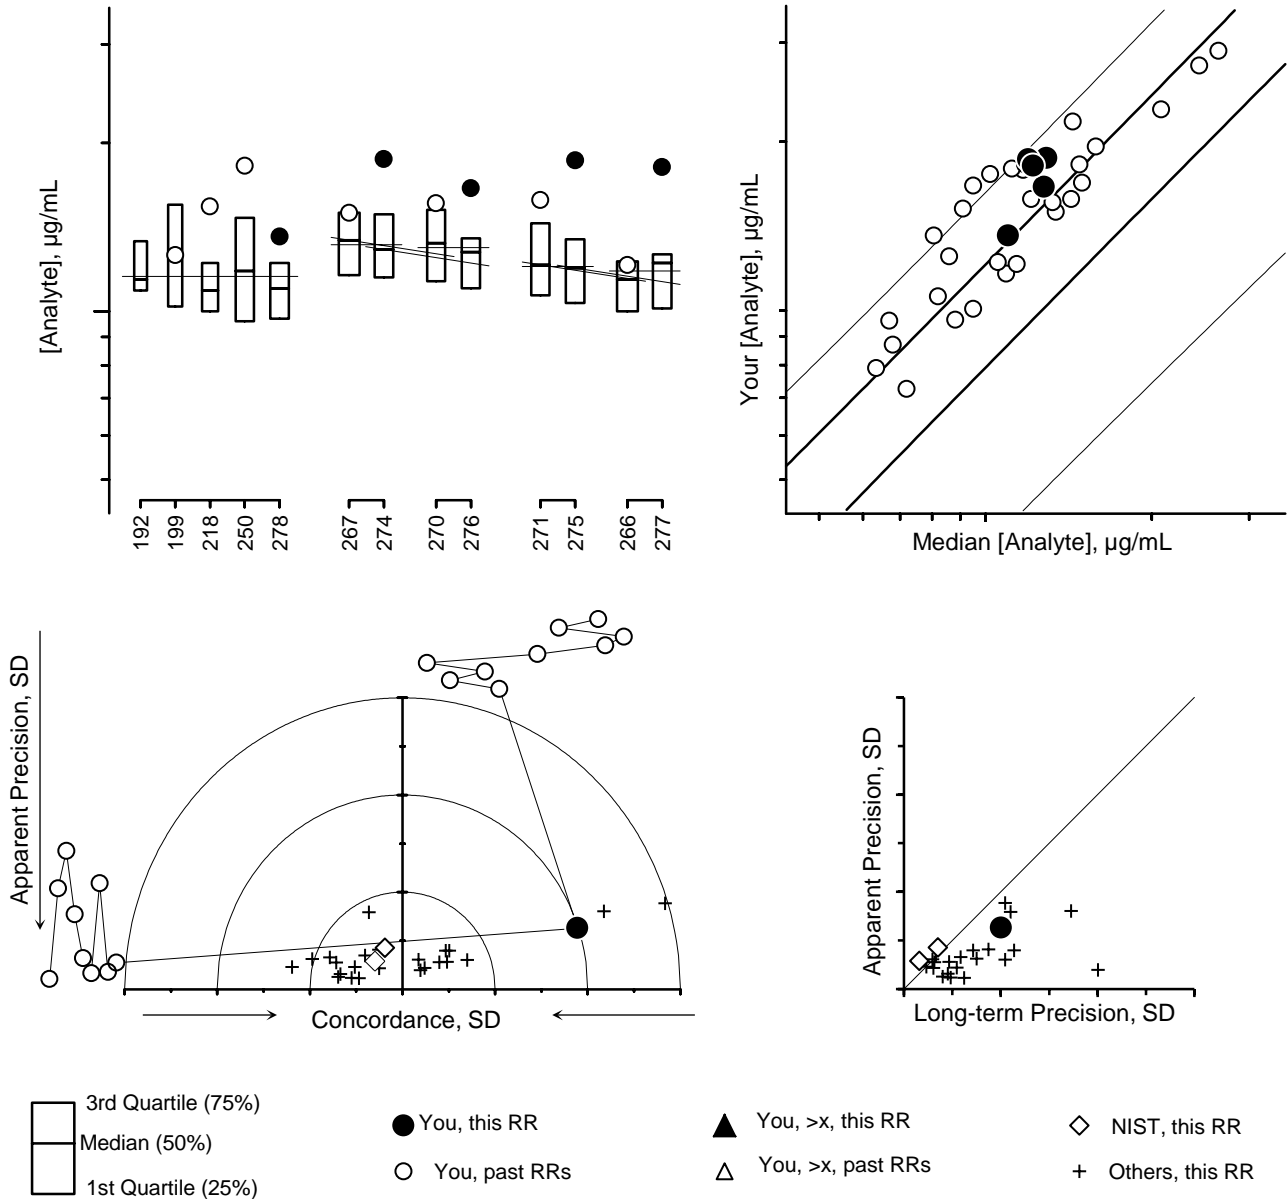 [Analyte], µg/mL
192
199
218
250
278
267
274
270
276
271
275
266
277
Your [Analyte], µg/mL
Median [Analyte], µg/mL
Apparent Precision, SD
Concordance, SD
Apparent Precision, SD
Long-term Precision, SD
3rd Quartile (75%)
Median (50%)
1st Quartile (25%)
You, this RR
You, past RRs
You, >x, this RR
You, >x, past RRs
NIST, this RR
Others, this RR